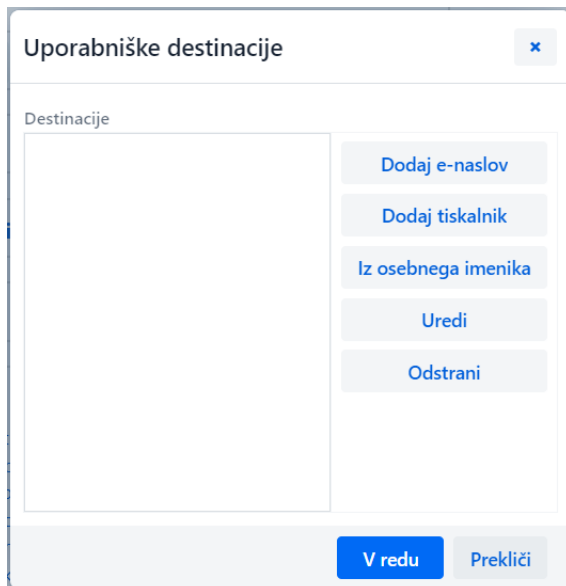 Uporabniške destinacije
Destinacije
Dodaj e-naslov
Dodaj tiskalnik
Iz osebnega imenika
Uredi
Odstrani
V redu
Prekliči